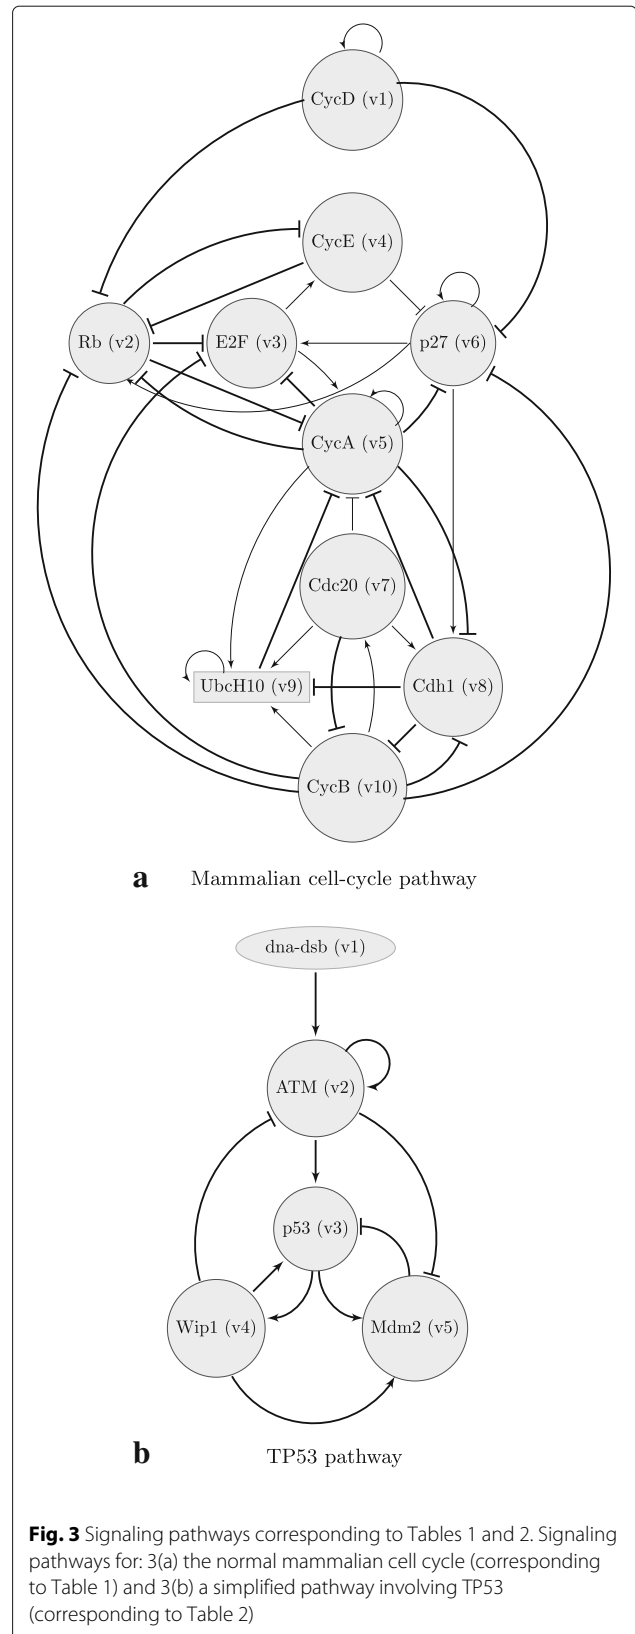 CycD (v1)
CycE (v4)
Rb (v2)
E2F (v3)
p27 (v6)
CycA (v5)
Cdc20 (v7)
UbcH10 (v9)
Cdh1 (v8)
CycB (v10)
a Mammalian cell-cycle pathway
dna-dsb (v1)
ATM (v2)
p53 (v3)
Wip1 (v4)
Mdm2 (v5)
b TP53 pathway
Fig. 3 Signaling pathways corresponding to Tables 1 and 2. Signaling
pathways for: 3(a) the normal mammalian cell cycle (corresponding
to Table 1) and 3(b) a simplified pathway involving TP53
(corresponding to Table 2)